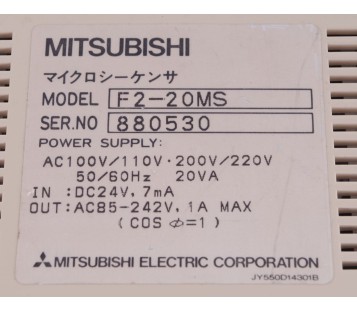 MITSUBISHI
マイクロシーケンサ
MODEL F2-20MS
SER.NO 880530
POWER SUPPLY:
AC100V/110V・200V/220V
50/60Hz 20VA
IN :DC24V, 7mA
OUT:AC85-242V, 1A MAX
(COS φ=1)
MITSUBISHI ELECTRIC CORPORATION
JY550D14301B